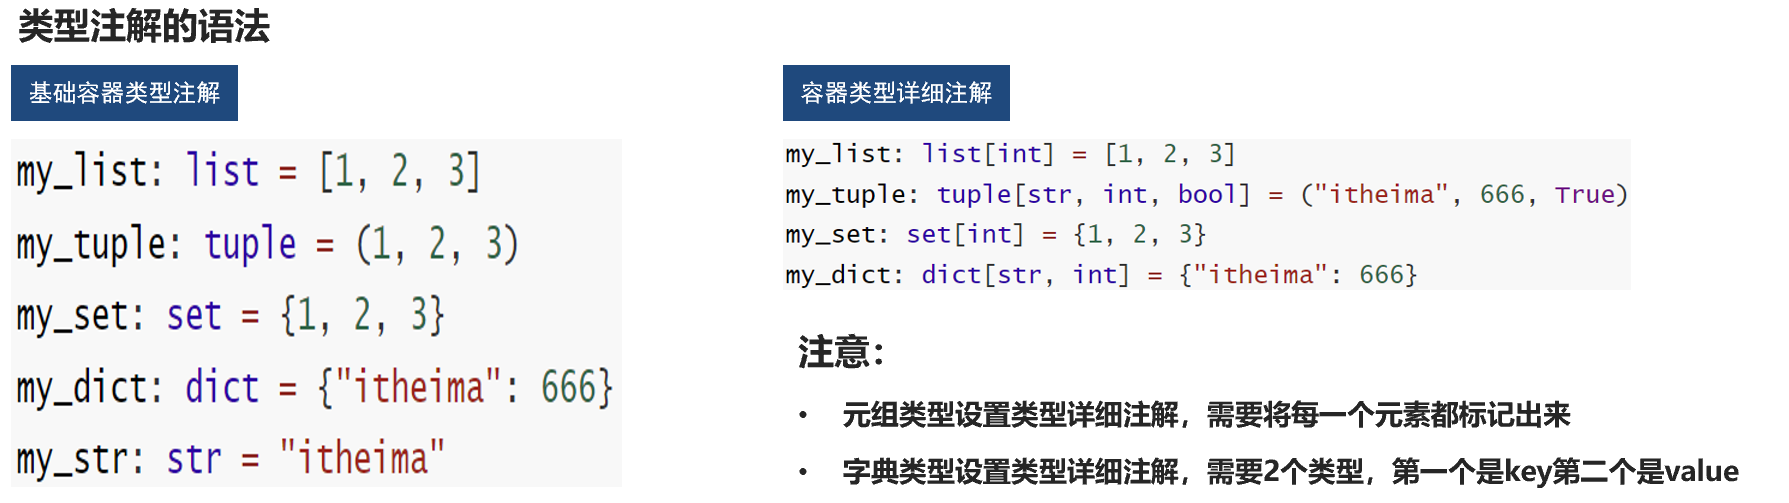 类型注解的语法
基础容器类型注解
my_list: list = [1, 2, 3]
my_tuple: tuple = (1, 2, 3)
my_set: set = {1, 2, 3}
my_dict: dict = {"itheima": 666}
my_str: str = "itheima"
容器类型详细注解
my_list: list[int] = [1, 2, 3]
my_tuple: tuple[str, int, bool] = ("itheima", 666, True)
my_set: set[int] = {1, 2, 3}
my_dict: dict[str, int] = {"itheima": 666}
注意：
• 元组类型设置类型详细注解，需要将每一个元素都标记出来
• 字典类型设置类型详细注解，需要2个类型，第一个是key第二个是value